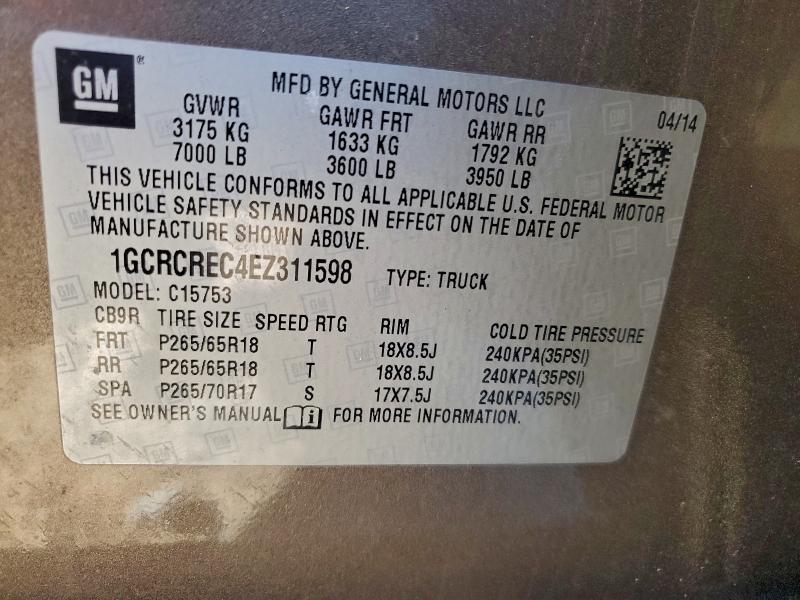 GM®
MFD BY GENERAL MOTORS LLC
04/14
GVWR GAWR FRT GAWR RR
3175 KG 1633 KG 1792 KG
7000 LB 3600 LB 3950 LB
THIS VEHICLE CONFORMS TO ALL APPLICABLE U.S. FEDERAL MOTOR
VEHICLE SAFETY STANDARDS IN EFFECT ON THE DATE OF
MANUFACTURE SHOWN ABOVE.
1GCRCREC4EZ311598 TYPE: TRUCK
MODEL: C15753
CB9R TIRE SIZE SPEED RTG RIM COLD TIRE PRESSURE
FRT P265/65R18 T 18X8.5J 240KPA(35PSI)
RR P265/65R18 T 18X8.5J 240KPA(35PSI)
SPA P265/70R17 S 17X7.5J 240KPA(35PSI)
SEE OWNER'S MANUAL i FOR MORE INFORMATION.